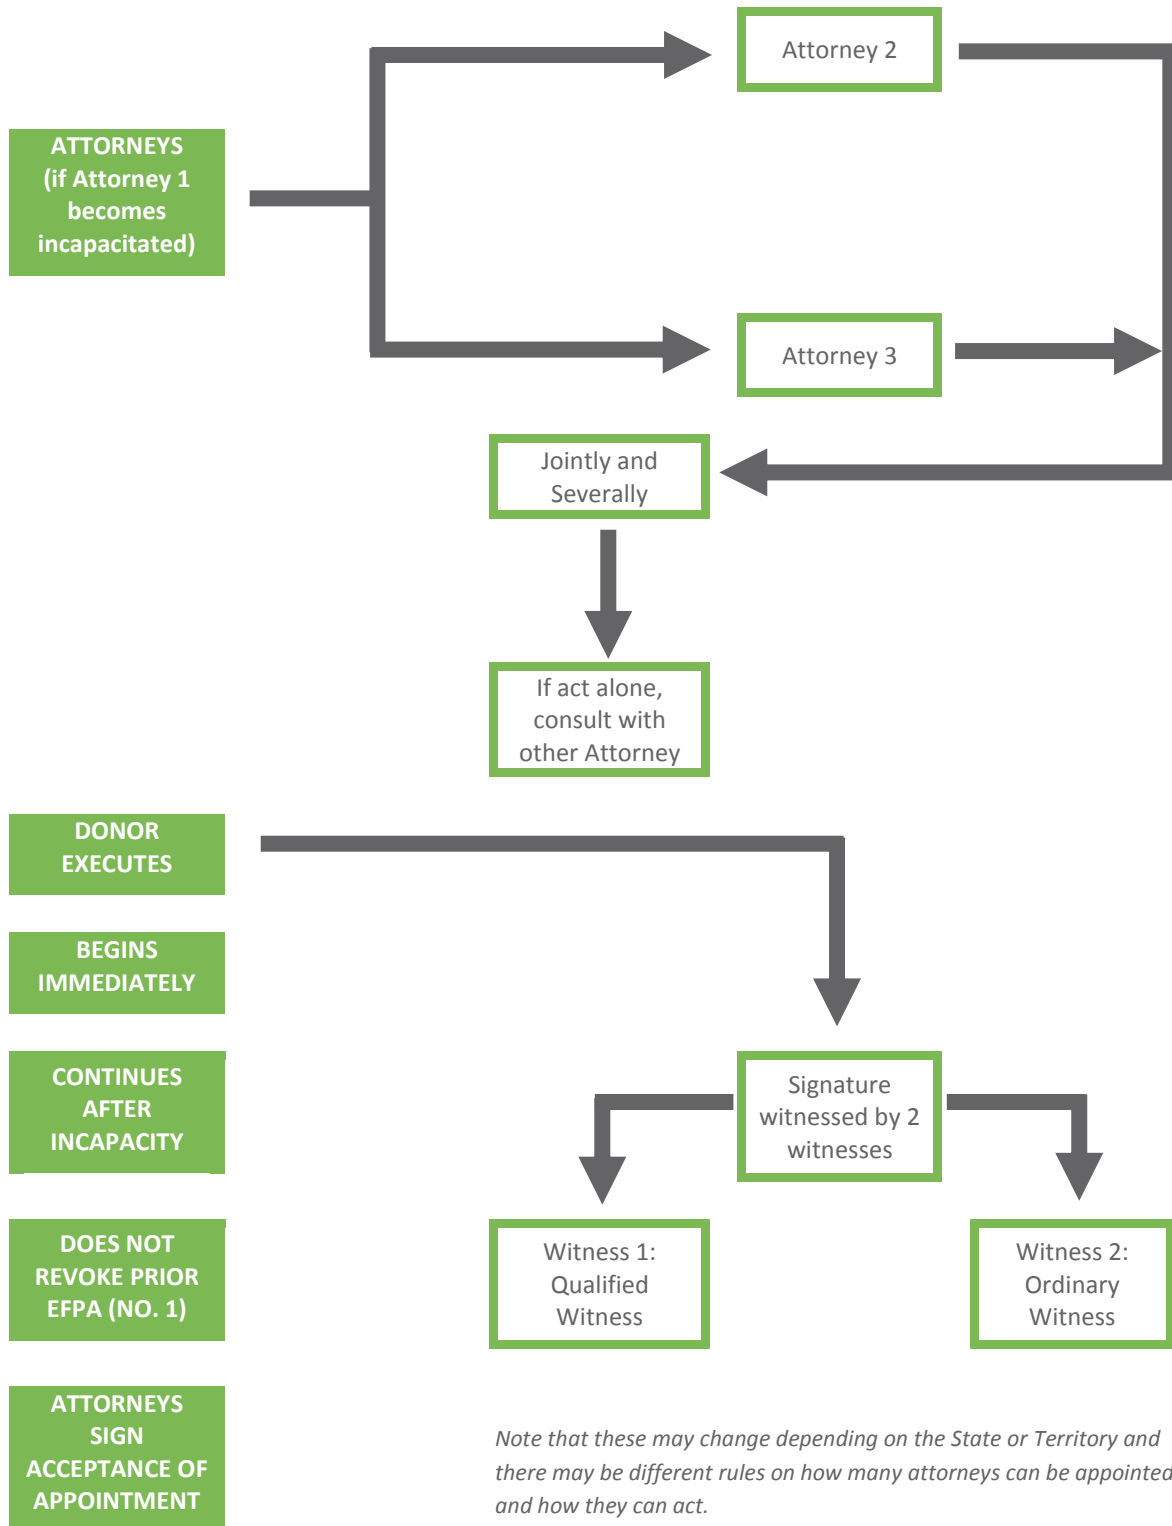 Attorney 2
ATTORNEYS
(if Attorney 1
becomes
incapacitated)
Attorney 3
Jointly and
Severally
If act alone,
consult with
other Attorney
DONOR
EXECUTES
BEGINS
IMMEDIATELY
CONTINUES
AFTER
INCAPACITY
Signature
witnessed by 2
witnesses
DOES NOT
REVOKE PRIOR
EFPA (NO. 1)
Witness 1:
Qualified
Witness
Witness 2:
Ordinary
Witness
ATTORNEYS
SIGN
ACCEPTANCE OF
APPOINTMENT
Note that these may change depending on the State or Territory and
there may be different rules on how many attorneys can be appointed
and how they can act.